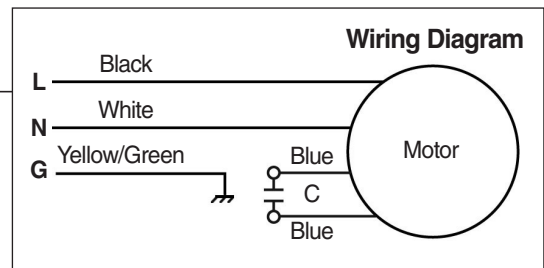 Wiring Diagram
L Black
N White
G Yellow/Green
Blue
C
Blue
Motor